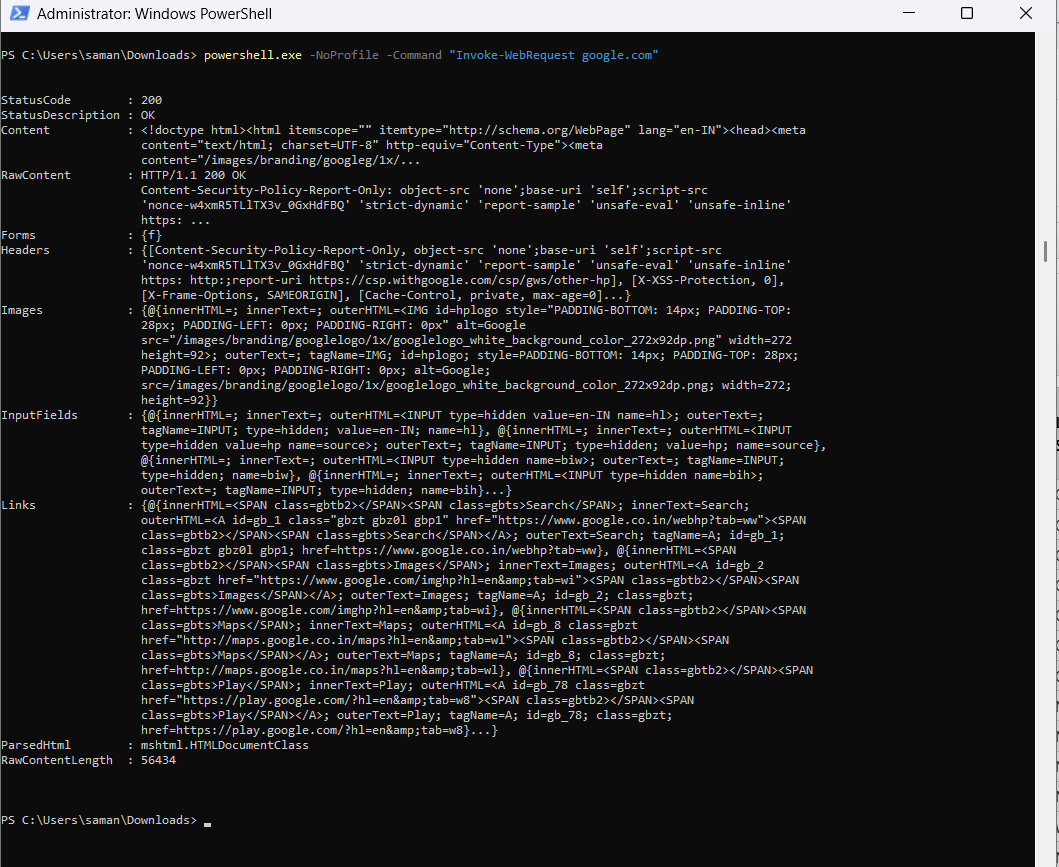 Administrator: Windows PowerShell
PS C:\Users\saman\Downloads> powershell.exe -NoProfile -Command "Invoke-WebRequest google.com"
StatusCode        : 200
StatusDescription : OK
Content           : <!doctype html><html itemscope="" itemtype="http://schema.org/WebPage" lang="en-IN"><head><meta
                    content="text/html; charset=UTF-8" http-equiv="Content-Type"><meta
                    content="/images/branding/googleg/1x/...
RawContent        : HTTP/1.1 200 OK
                    Content-Security-Policy-Report-Only: object-src 'none';base-uri 'self';script-src
                    'nonce-w4xmR5TLlTX3v_0GxHdFBQ' 'strict-dynamic' 'report-sample' 'unsafe-eval' 'unsafe-inline'
                    https: ...
Forms             : {f}
Headers           : {[Content-Security-Policy-Report-Only, object-src 'none';base-uri 'self';script-src
                    'nonce-w4xmR5TLlTX3v_0GxHdFBQ' 'strict-dynamic' 'report-sample' 'unsafe-eval' 'unsafe-inline'
                    https: http:;report-uri https://csp.withgoogle.com/csp/gws/other-hp], [X-XSS-Protection, 0],
                    [X-Frame-Options, SAMEORIGIN], [Cache-Control, private, max-age=0]...}
Images            : {@{innerHTML=; innerText=; outerHTML=<IMG id=hplogo style="PADDING-BOTTOM: 14px; PADDING-TOP:
                    28px; PADDING-LEFT: 0px; PADDING-RIGHT: 0px" alt=Google
                    src="/images/branding/googlelogo/1x/googlelogo_white_background_color_272x92dp.png" width=272
                    height=92>; outerText=; tagName=IMG; id=hplogo; style=PADDING-BOTTOM: 14px; PADDING-TOP: 28px;
                    PADDING-LEFT: 0px; PADDING-RIGHT: 0px; alt=Google;
                    src=/images/branding/googlelogo/1x/googlelogo_white_background_color_272x92dp.png; width=272;
                    height=92}}
InputFields       : {@{innerHTML=; innerText=; outerHTML=<INPUT type=hidden value=en-IN name=hl>; outerText=;
                    tagName=INPUT; type=hidden; value=en-IN; name=hl}, @{innerHTML=; innerText=; outerHTML=<INPUT
                    type=hidden value=hp name=source>; outerText=; tagName=INPUT; type=hidden; value=hp; name=source},
                    @{innerHTML=; innerText=; outerHTML=<INPUT type=hidden name=biw>; outerText=; tagName=INPUT;
                    type=hidden; name=biw}, @{innerHTML=; innerText=; outerHTML=<INPUT type=hidden name=bih>;
                    outerText=; tagName=INPUT; type=hidden; name=bih}...}
Links             : {@{innerHTML=<SPAN class=gbtb2></SPAN><SPAN class=gbts>Search</SPAN>; innerText=Search;
                    outerHTML=<A id=gb_1 class="gbzt gbz0l gbp1" href="https://www.google.co.in/webhp?tab=ww"><SPAN
                    class=gbtb2></SPAN><SPAN class=gbts>Search</SPAN></A>; outerText=Search; tagName=A; id=gb_1;
                    class=gbzt gbz0l gbp1; href=https://www.google.co.in/webhp?tab=ww}, @{innerHTML=<SPAN
                    class=gbtb2></SPAN><SPAN class=gbts>Images</SPAN>; innerText=Images; outerHTML=<A id=gb_2
                    class=gbzt href="https://www.google.com/imghp?hl=en&amp;tab=wi"><SPAN class=gbtb2></SPAN><SPAN
                    class=gbts>Images</SPAN></A>; outerText=Images; tagName=A; id=gb_2; class=gbzt;
                    href=https://www.google.com/imghp?hl=en&amp;tab=wi}, @{innerHTML=<SPAN class=gbtb2></SPAN><SPAN
                    class=gbts>Maps</SPAN>; innerText=Maps; outerHTML=<A id=gb_8 class=gbzt
                    href="http://maps.google.co.in/maps?hl=en&amp;tab=wl"><SPAN class=gbtb2></SPAN><SPAN
                    class=gbts>Maps</SPAN></A>; outerText=Maps; tagName=A; id=gb_8; class=gbzt;
                    href=http://maps.google.co.in/maps?hl=en&amp;tab=wl}, @{innerHTML=<SPAN class=gbtb2></SPAN><SPAN
                    class=gbts>Play</SPAN>; innerText=Play; outerHTML=<A id=gb_78 class=gbzt
                    href="https://play.google.com/?hl=en&amp;tab=w8"><SPAN class=gbtb2></SPAN><SPAN
                    class=gbts>Play</SPAN></A>; outerText=Play; tagName=A; id=gb_78; class=gbzt;
                    href=https://play.google.com/?hl=en&amp;tab=w8}...}
ParsedHtml        : mshtml.HTMLDocumentClass
RawContentLength  : 56434
PS C:\Users\saman\Downloads>